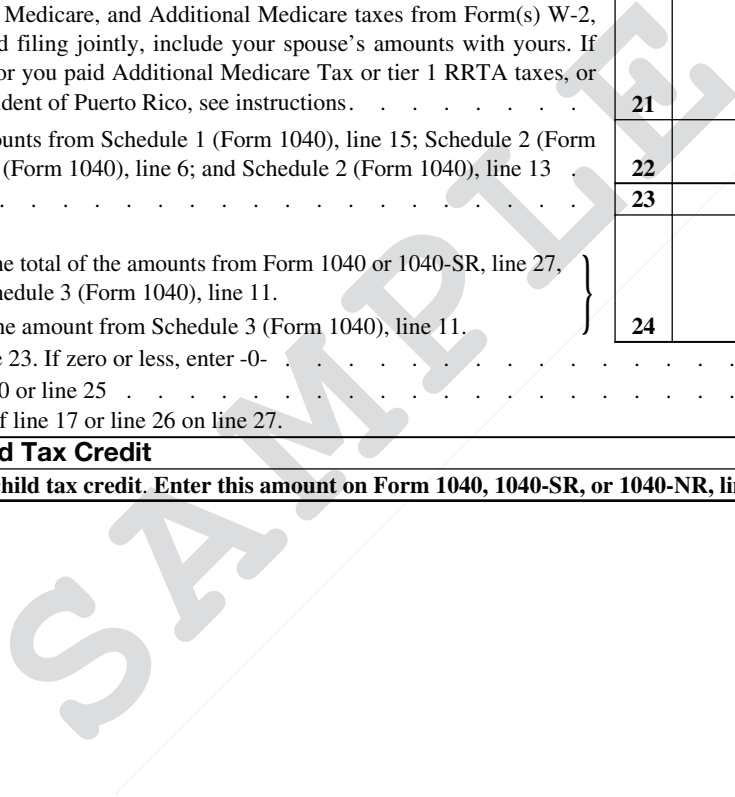 Medicare, and Additional Medicare taxes from Form(s) W-2,
d filing jointly, include your spouse's amounts with yours. If
or you paid Additional Medicare Tax or tier 1 RRTA taxes, or
ident of Puerto Rico, see instructions . . . . . . . . 21
ounts from Schedule 1 (Form 1040), line 15; Schedule 2 (Form
(Form 1040), line 6; and Schedule 2 (Form 1040), line 13 . 22
. . . . . . . . . . . . . . . . . . . 23
he total of the amounts from Form 1040 or 1040-SR, line 27,
hedule 3 (Form 1040), line 11.
he amount from Schedule 3 (Form 1040), line 11. } 24
e 23. If zero or less, enter -0- . . . . . . . . . . . . . . . .
0 or line 25 . . . . . . . . . . . . . . . . . . . . .
f line 17 or line 26 on line 27.
d Tax Credit
child tax credit. Enter this amount on Form 1040, 1040-SR, or 1040-NR, lin
SAMPLE